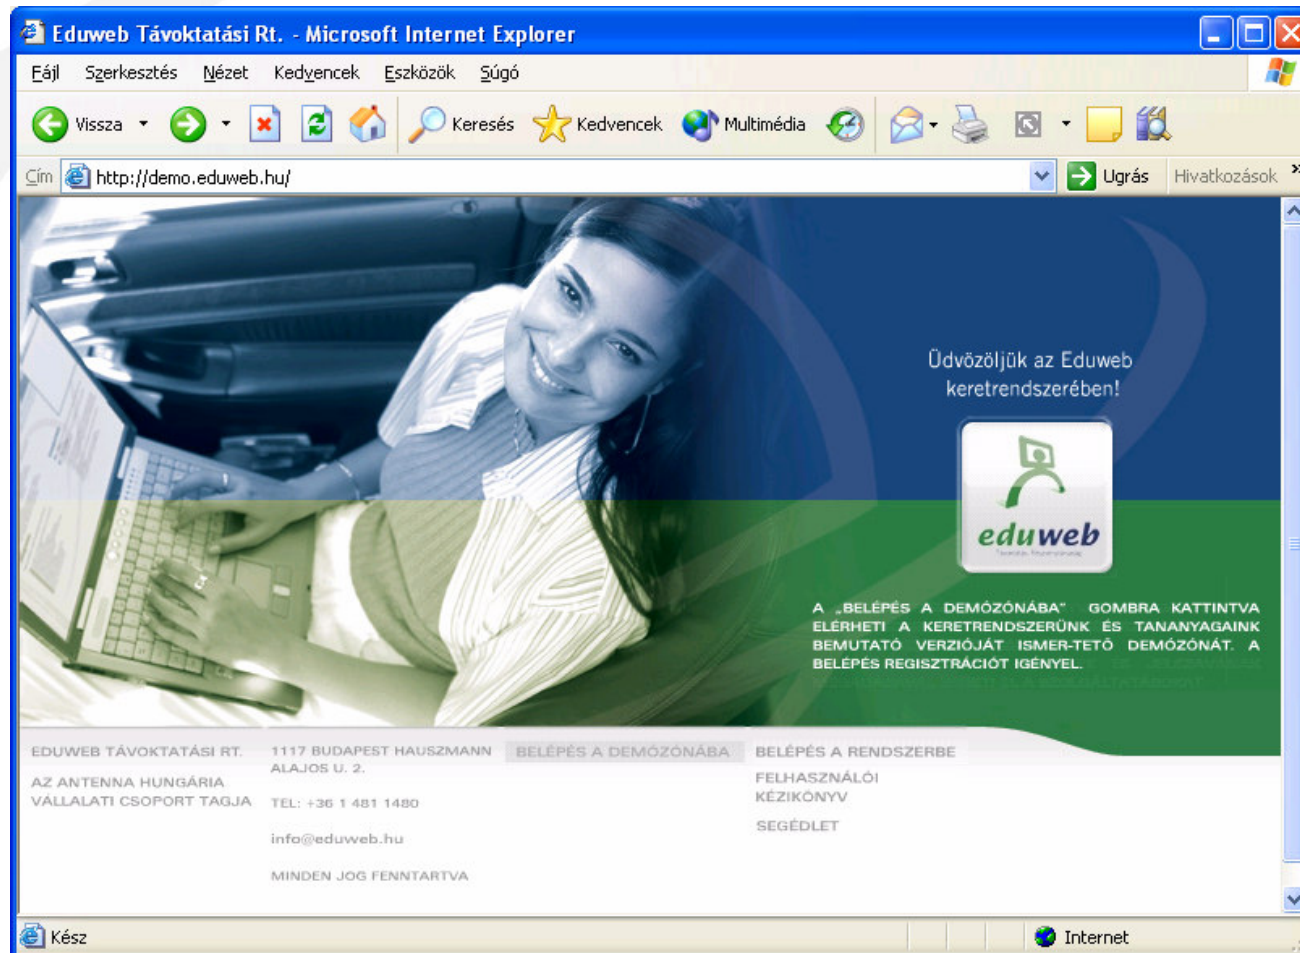 Eduweb Távoktatási Rt. - Microsoft Internet Explorer
Fájl Szerkesztés Nézet Kedvencek Eszközök Súgó
Vissza Keresés Kedvencek Multimédia
Cím http://demo.eduweb.hu/ Ugrás Hivatkozások »
Üdvözöljük az Eduweb
keretrendszerében!
eduweb
A „BELÉPÉS A DEMÓZÓNÁBA" GOMBRA KATTINTVA
ELÉRHETI A KERETRENDSZERÜNK ÉS TANANYAGAINK
BEMUTATÓ VERZIÓJÁT ISMER-TETŐ DEMÓZÓNÁT. A
BELÉPÉS REGISZTRÁCIÓT IGÉNYEL.
EDUWEB TÁVOKTATÁSI RT.
AZ ANTENNA HUNGÁRIA
VÁLLALATI CSOPORT TAGJA
1117 BUDAPEST HAUSZMANN
ALAJOS U. 2.
TEL: +36 1 481 1480
info@eduweb.hu
MINDEN JOG FENNTARTVA
BELÉPÉS A DEMÓZÓNÁBA
BELÉPÉS A RENDSZERBE
FELHASZNÁLÓI
KÉZIKÖNYV
SEGÉDLET
Kész Internet